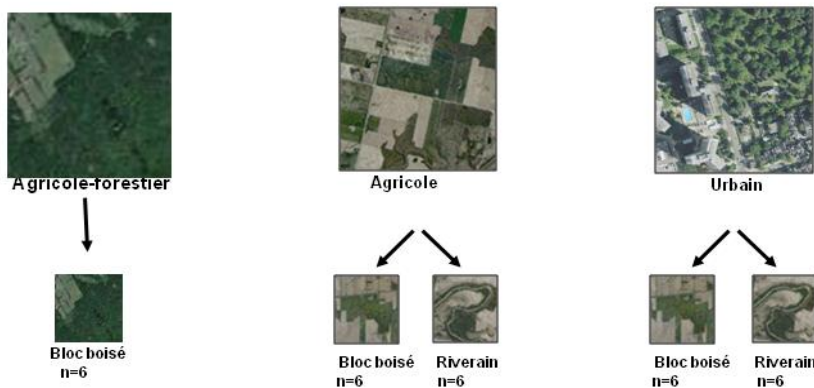 Agricole-forestier
Agricole
Urbain
Bloc boisé
n=6
Bloc boisé
n=6
Riverain
n=6
Bloc boisé
n=6
Riverain
n=6